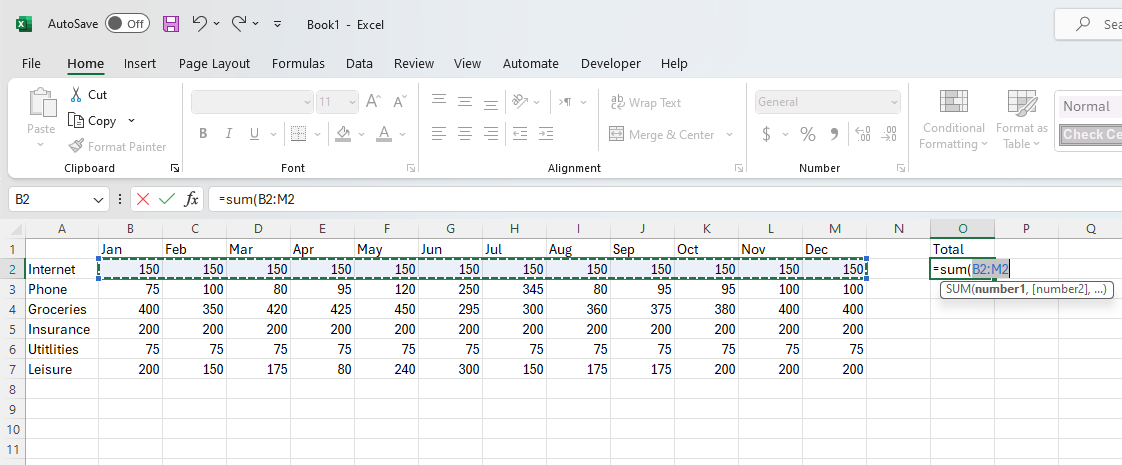 AutoSave Off Book1 - Excel Sea
File Home Insert Page Layout Formulas Data Review View Automate Developer Help
Paste Cut Copy Format Painter
Clipboard
11 A A
B I U A
Font
ab Wrap Text
Merge & Center
Alignment
General
$ % 9 .00
Number
Conditional Formatting
Format as Table
Normal
Check Ce
B2 fx =sum(B2:M2
A B C D E F G H I J K L M N O P Q
1 Jan Feb Mar Apr May Jun Jul Aug Sep Oct Nov Dec Total
2 Internet 150 150 150 150 150 150 150 150 150 150 150 150 =sum(B2:M2
3 Phone 75 100 80 95 120 250 345 80 95 95 100 100
SUM(number1, [number2], ...)
4 Groceries 400 350 420 425 450 295 300 360 375 380 400 400
5 Insurance 200 200 200 200 200 200 200 200 200 200 200 200
6 Utitlities 75 75 75 75 75 75 75 75 75 75 75 75
7 Leisure 200 150 175 80 240 300 150 175 175 200 200 200
8
9
10
11